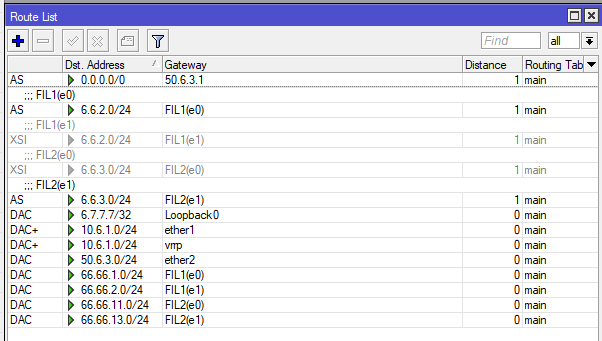 Route List
Find all
Dst. Address Gateway Distance Routing Tab
AS 0.0.0.0/0 50.6.3.1 1 main
;;; FIL1(e0)
AS 6.6.2.0/24 FIL1(e0) 1 main
;;; FIL1(e1)
XSI 6.6.2.0/24 FIL1(e1) 1 main
;;; FIL2(e0)
XSI 6.6.3.0/24 FIL2(e0) 1 main
;;; FIL2(e1)
AS 6.6.3.0/24 FIL2(e1) 1 main
DAC 6.7.7.7/32 Loopback0 0 main
DAC+ 10.6.1.0/24 ether1 0 main
DAC+ 10.6.1.0/24 vrrp 0 main
DAC 50.6.3.0/24 ether2 0 main
DAC 66.66.1.0/24 FIL1(e0) 0 main
DAC 66.66.2.0/24 FIL1(e1) 0 main
DAC 66.66.11.0/24 FIL2(e0) 0 main
DAC 66.66.13.0/24 FIL2(e1) 0 main